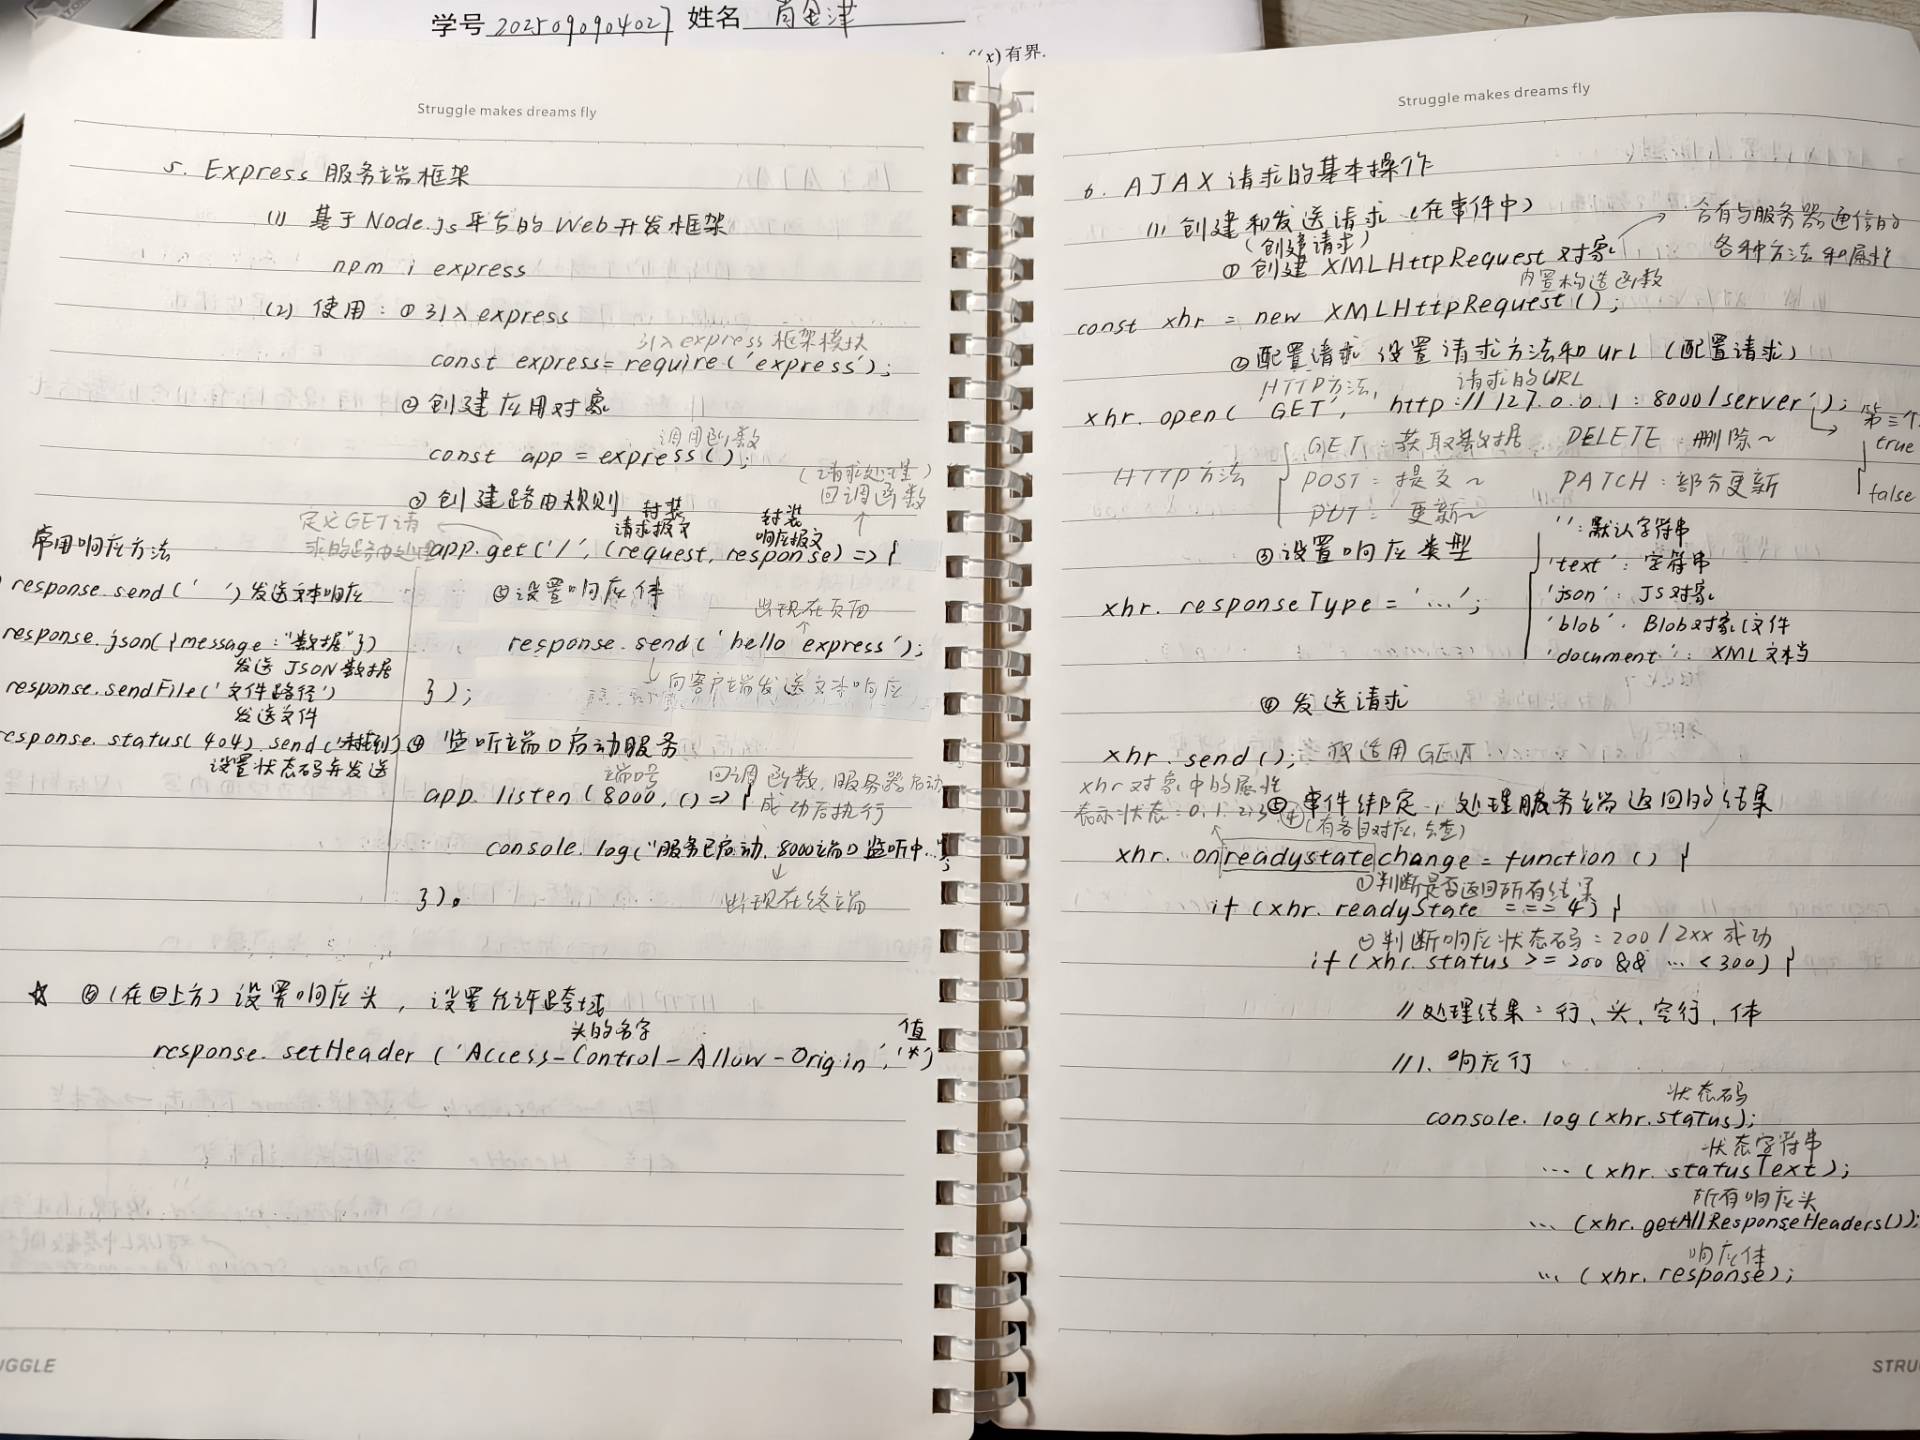 学号 202509090402 姓名
(x) 有界.
Struggle makes dreams fly
5. Express 服务端框架
(1) 基于Node.js平台的Web开发框架
npm i express
(2) 使用: ① 引入express
引入express框架模块
const express= require('express');
② 创建应用对象
调用函数
const app = express();
(请求处理)
回调函数
③ 创建路由规则
封装
请求报文
封装
响应报文
定义GET请
求的路由处理
app.get('/', (request, response) => {
⑤ 设置响应体
出现在页面
response.send('hello express');
向客户端发送文本响应
});
④ 监听端口启动服务
端口号
回调函数,服务器启动
成功后执行
app. listen (8000, () => {
console. log("服务已启动, 8000端口监听中...");
出现在终端
});
常用响应方法
response.send(' ') 发送文本响应
response.json({message: "数据"})
发送 JSON 数据
response.sendFile('文件路径')
发送文件
response. status(404).send('未找到')
设置状态码并发送
☆ ⑥ (在⑤上方) 设置响应头, 设置允许跨域
头的名字
值
response. setHeader ('Access-Control-Allow-Origin', '*')
UGGLE
Struggle makes dreams fly
6. AJAX 请求的基本操作
(1) 创建和发送请求 (在事件中)
(创建请求)
① 创建 XMLHttpRequest 对象
含有与服务器通信的
各种方法和属性
内置构造函数
const xhr = new XMLHttpRequest();
② 配置请求 设置请求方法和url (配置请求)
HTTP方法,
请求的URL
xhr. open( 'GET', 'http://127.0.0.1:8000/server');
第三个
true
false
HTTP方法
GET: 获取数据 DELETE: 删除~
POST: 提交~ PATCH: 部分更新
PUT: 更新~
③ 设置响应类型
xhr. responseType = '...';
'': 默认字符串
'text': 字符串
'json': JS对象
'blob': Blob对象(文件
'document': XML文档
④ 发送请求
xhr. send();
xhr对象中的属性
表示状态: 0, 1, 2, 3, 4
⑤ 事件绑定, 处理服务端返回的结果
xhr. onreadystatechange = function () {
①判断是否返回所有结果
if (xhr. readyState === 4) {
②判断响应状态码: 200 / 2xx 成功
if (xhr. status >= 200 && ... < 300) {
// 处理结果: 行、头、空行、体
//1. 响应行
状态码
console. log (xhr.status);
状态字符串
... (xhr. statusText);
所有响应头
... (xhr. getAllResponseHeaders());
响应体
... (xhr. response);
STRU